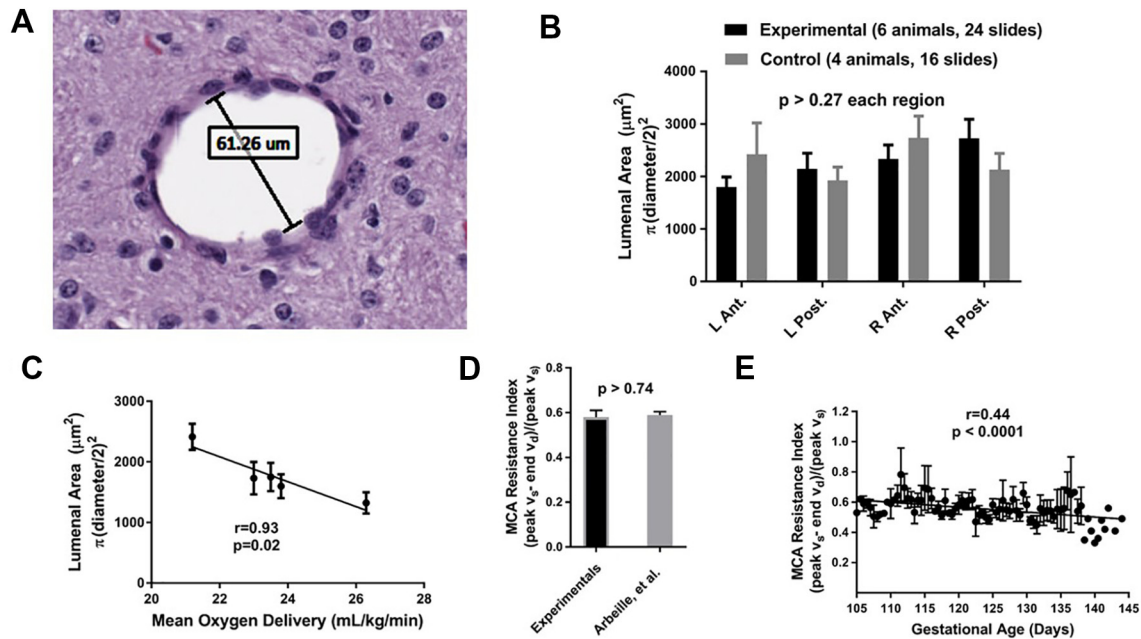 A
61.26 um
B
Experimental (6 animals, 24 slides)
Control (4 animals, 16 slides)
p > 0.27 each region
Lumenal Area (μm²)
π(diameter/2)²
4000
3000
2000
1000
0
L Ant.
L Post.
R Ant.
R Post.
C
Lumenal Area (μm²)
π(diameter/2)²
3000
2000
1000
0
r=0.93
p=0.02
20
22
24
26
28
Mean Oxygen Delivery (mL/kg/min)
D
MCA Resistance Index
(peak vs- end vd)/(peak vs)
0.8
0.6
0.4
0.2
0.0
p > 0.74
Experimentals
Arbeille, et al.
E
MCA Resistance Index
(peak vs- end vd)/(peak vs)
1.2
1.0
0.8
0.6
0.4
0.2
r=0.44
p < 0.0001
105
110
115
120
125
130
135
140
145
Gestational Age (Days)